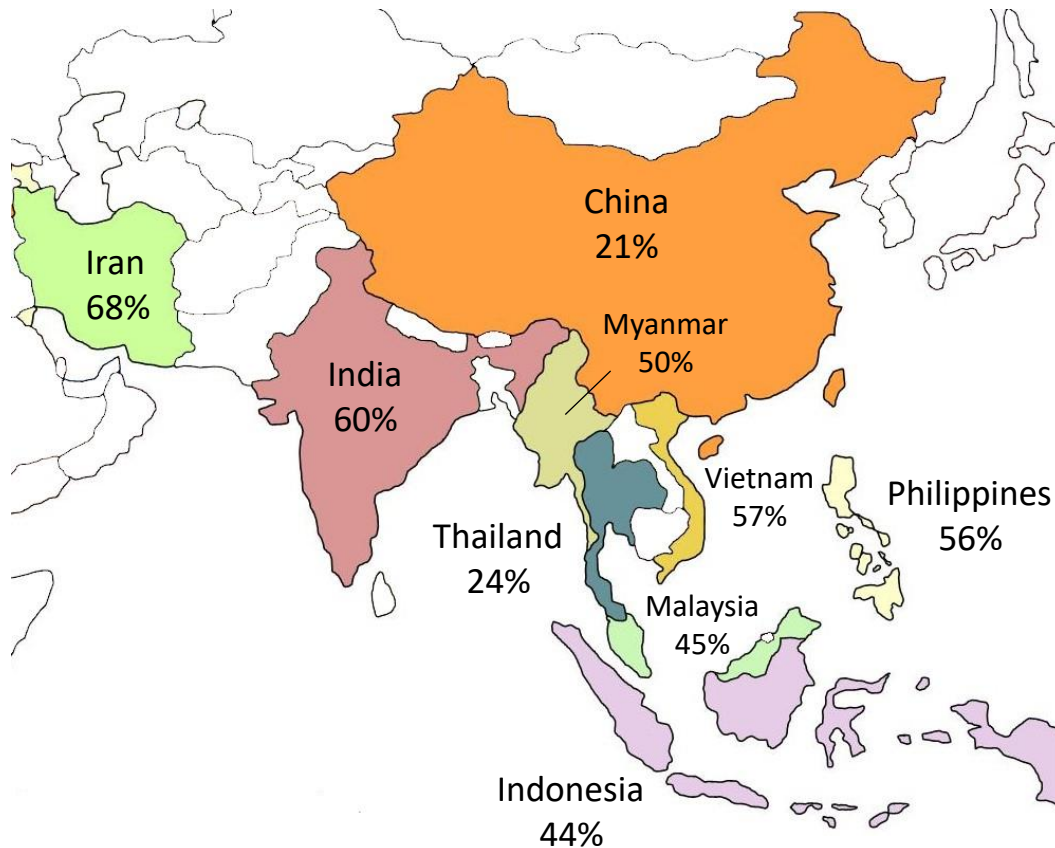 China
21%
Iran
68%
Myanmar
50%
India
60%
Vietnam
57%
Philippines
56%
Thailand
24%
Malaysia
45%
Indonesia
44%